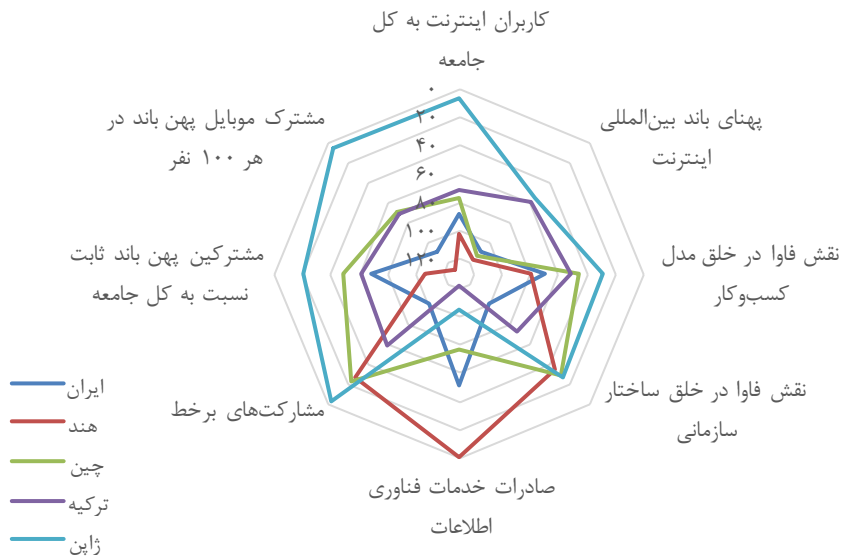 کاربران اینترنت به کل
جامعه
پهنای باند بین‌المللی
اینترنت
نقش فاوا در خلق مدل
کسب‌وکار
نقش فاوا در خلق ساختار
سازمانی
صادرات خدمات فناوری
اطلاعات
مشارکت‌های برخط
مشترکین پهن باند ثابت
نسبت به کل جامعه
مشترک موبایل پهن باند در
هر ۱۰۰ نفر
۰
۲۰
۴۰
۶۰
۸۰
۱۰۰
۱۲۰
ایران
هند
چین
ترکیه
ژاپن